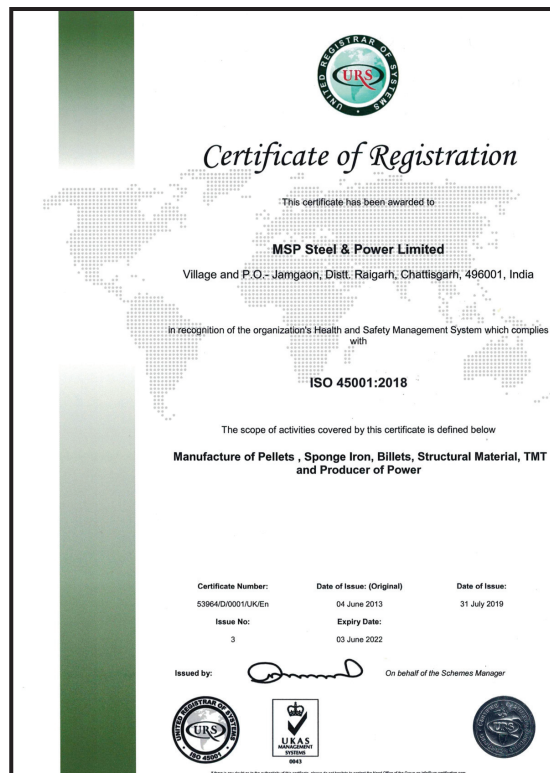 UNITED REGISTRAR OF SYSTEMS
URS
Certificate of Registration
This certificate has been awarded to
MSP Steel & Power Limited
Village and P.O.- Jamgaon, Distt. Raigarh, Chattisgarh, 496001, India
in recognition of the organization's Health and Safety Management System which complies
with
ISO 45001:2018
The scope of activities covered by this certificate is defined below
Manufacture of Pellets , Sponge Iron, Billets, Structural Material, TMT
and Producer of Power
Certificate Number: Date of Issue: (Original) Date of Issue:
53964/D/0001/UK/En 04 June 2013 31 July 2019
Issue No: Expiry Date:
3 03 June 2022
Issued by: On behalf of the Schemes Manager
UNITED REGISTRAR OF SYSTEMS
URS
ISO 45001
UKAS
MANAGEMENT
SYSTEMS
0043
URS